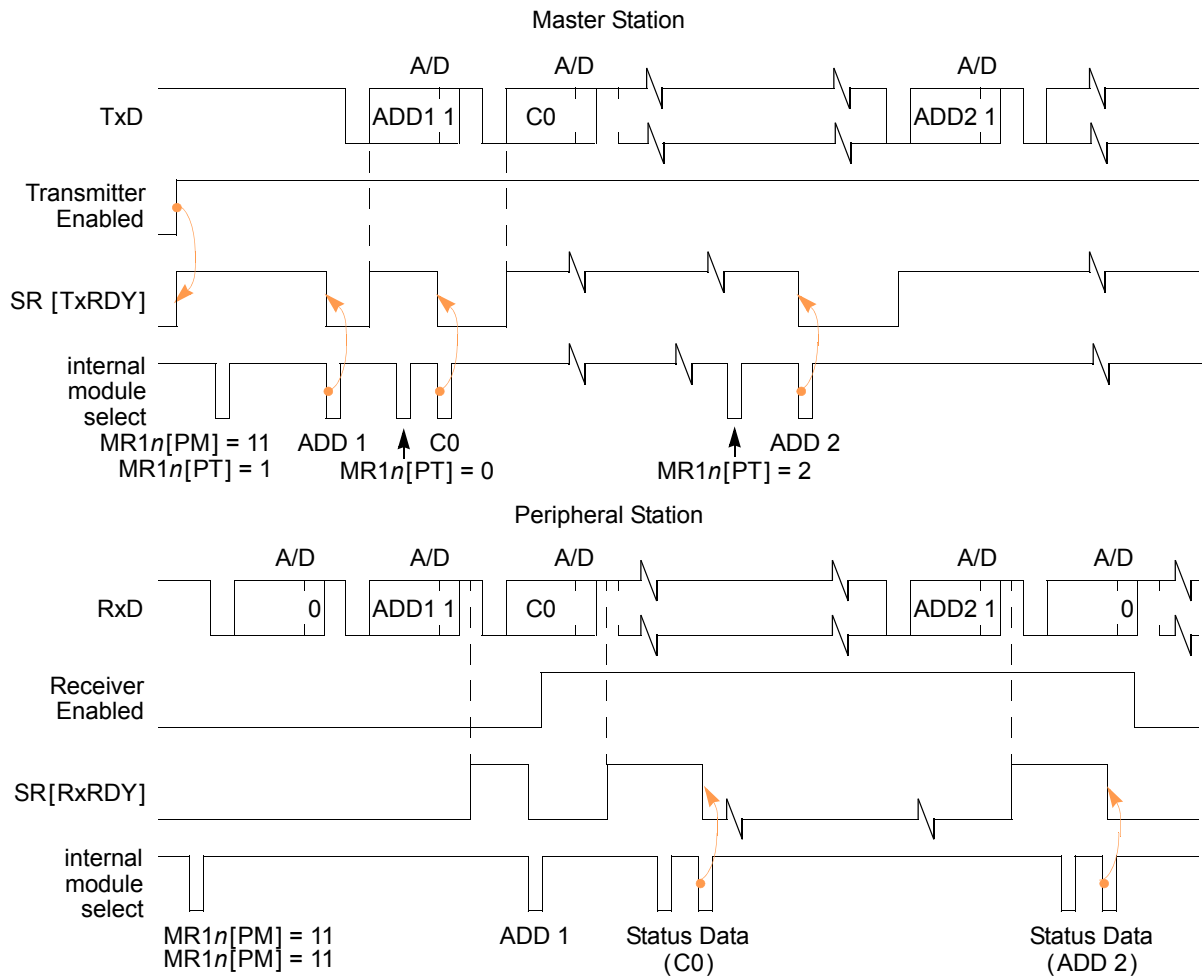 Master Station
A/D A/D A/D
TxD ADD1 1 C0 ADD2 1
Transmitter
Enabled
SR [TxRDY]
internal
module
select
MR1n[PM] = 11 ADD 1 C0 ADD 2
MR1n[PT] = 1 MR1n[PT] = 0 MR1n[PT] = 2
Peripheral Station
A/D A/D A/D A/D A/D
RxD 0 ADD1 1 C0 ADD2 1 0
Receiver
Enabled
SR[RxRDY]
internal
module
select
MR1n[PM] = 11 ADD 1 Status Data Status Data
MR1n[PM] = 11 (C0) (ADD 2)